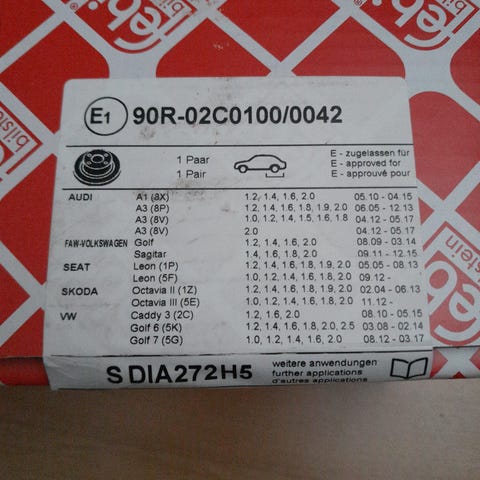 febi
bilstein
E1 90R-02C0100/0042
1 Paar
1 Pair
E - zugelassen für
E - approved for
E - approuvé pour
AUDI A1 (8X) 1.2, 1.4, 1.6, 2.0 05.10 - 04.15
A3 (8P) 1.2, 1.4, 1.6, 1.8, 1.9, 2.0 06.05 - 12.13
A3 (8V) 1.0, 1.2, 1.4, 1.5, 1.6, 1.8 04.12 - 05.13
A3 (8V) 2.0 04.12 - 05.17
FAW-VOLKSWAGEN Golf 1.2, 1.4, 1.6, 2.0 08.09 - 03.14
Sagitar 1.4, 1.6, 1.8, 2.0 09.11 - 12.15
SEAT Leon (1P) 1.2, 1.4, 1.6, 1.8, 1.9, 2.0 05.05 - 08.13
Leon (5F) 1.0, 1.2, 1.4, 1.6, 1.8, 2.0 09.12 -
SKODA Octavia II (1Z) 1.2, 1.4, 1.6, 1.8, 1.9, 2.0 02.04 - 06.13
Octavia III (5E) 1.0, 1.2, 1.4, 1.6, 1.8, 2.0 11.12 -
VW Caddy 3 (2C) 1.2, 1.6, 2.0 08.10 - 05.15
Golf 6 (5K) 1.2, 1.4, 1.6, 1.8, 2.0, 2.5 03.08 - 02.14
Golf 7 (5G) 1.0, 1.2, 1.4, 1.6, 1.8, 2.0 08.12 - 03.17
SDIA272H5
weitere anwendungen
further applications
d'autres applications